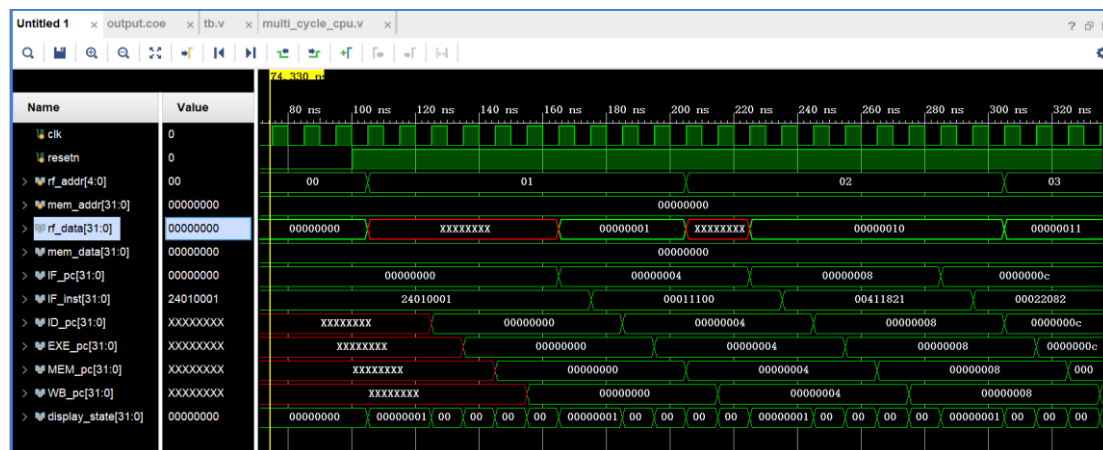 Untitled 1 × output.coe × tb.v × multi_cycle_cpu.v × ?
74.330 ns
Name Value 80 ns 100 ns 120 ns 140 ns 160 ns 180 ns 200 ns 220 ns 240 ns 260 ns 280 ns 300 ns 320 ns
clk 0
resetn 0
rf_addr[4:0] 00 00 01 02 03
mem_addr[31:0] 00000000 00000000
rf_data[31:0] 00000000 00000000 XXXXXXXX 00000001 XXXXXXXX 00000010 00000011
mem_data[31:0] 00000000 00000000
IF_pc[31:0] 00000000 00000000 00000004 00000008 0000000c
IF_inst[31:0] 24010001 24010001 00011100 00411821 00022082
ID_pc[31:0] XXXXXXXX XXXXXXXX 00000000 00000004 00000008 0000000c
EXE_pc[31:0] XXXXXXXX XXXXXXXX 00000000 00000004 00000008 0000000c
MEM_pc[31:0] XXXXXXXX XXXXXXXX 00000000 00000004 00000008 000
WB_pc[31:0] XXXXXXXX XXXXXXXX 00000000 00000004 00000008
display_state[31:0] 00000000 00000000 00000001 00 00 00 00 00000001 00 00 00 00 00000001 00 00 00 00 00000001 00 00 00